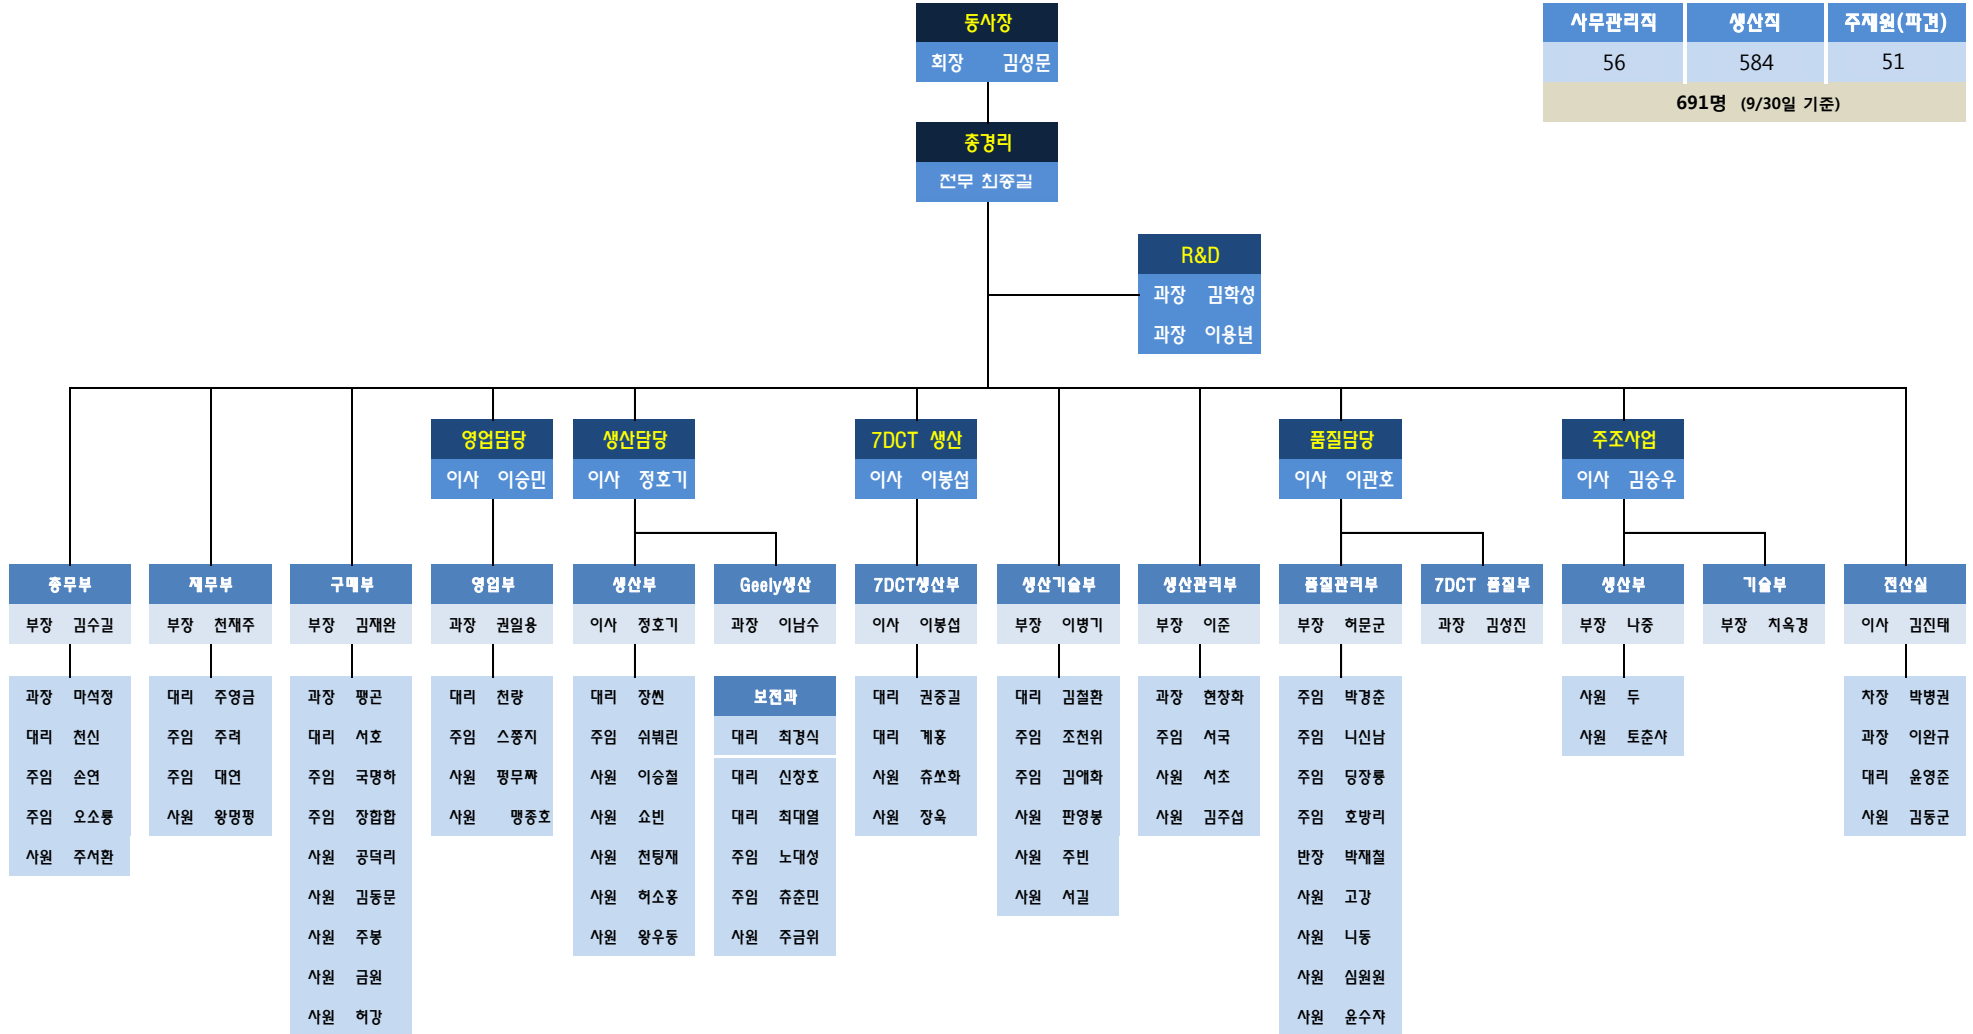 동사장
회장 김성문
사무관리직 생산직 주재원(파견)
56 584 51
691명 (9/30일 기준)
총경리
전무 최종길
R&D
과장 김학성
과장 이용년
영업담당 생산담당 7DCT 생산 품질담당 주조사업
이사 이승민 이사 정호기 이사 이봉섭 이사 이관호 이사 김승우
총무부 재무부 구매부 영업부 생산부 Geely생산 7DCT생산부 생산기술부 생산관리부 품질관리부 7DCT 품질부 생산부 기술부 전산실
부장 김수길 부장 천재주 부장 김재완 과장 권일용 이사 정호기 과장 이남수 이사 이봉섭 부장 이병기 부장 이준 부장 허문군 과장 김성진 부장 나중 부장 치옥경 이사 김진태
과장 마석정 대리 주영금 과장 팽곤 대리 천량 대리 장씬 보전과 대리 권중길 대리 김철환 과장 현창화 주임 박경춘 사원 두 차장 박병권
대리 천신 주임 주려 대리 서호 주임 스쭝지 주임 쉬뷔린 대리 최경식 대리 계홍 주임 조천위 주임 서국 주임 니신남 사원 토춘샤 과장 이완규
주임 손연 주임 대연 주임 국명하 사원 펑무쨔 사원 이승철 대리 신창호 사원 쥬쏘화 주임 김애화 사원 서초 주임 딩장룡 대리 윤영준
주임 오소룡 사원 왕명평 주임 장합합 사원 맹종호 사원 쇼빈 대리 최대열 사원 장욱 사원 판영봉 사원 김주섭 주임 호방리 사원 김동군
사원 주서환 사원 공덕리 사원 천팅재 주임 노대성 사원 주빈 반장 박재철
사원 김동문 사원 허소홍 주임 쥬춘민 사원 서길 사원 고강
사원 주봉 사원 왕우동 사원 주금위 사원 니동
사원 금원 사원 심원원
사원 허강 사원 윤수쟈